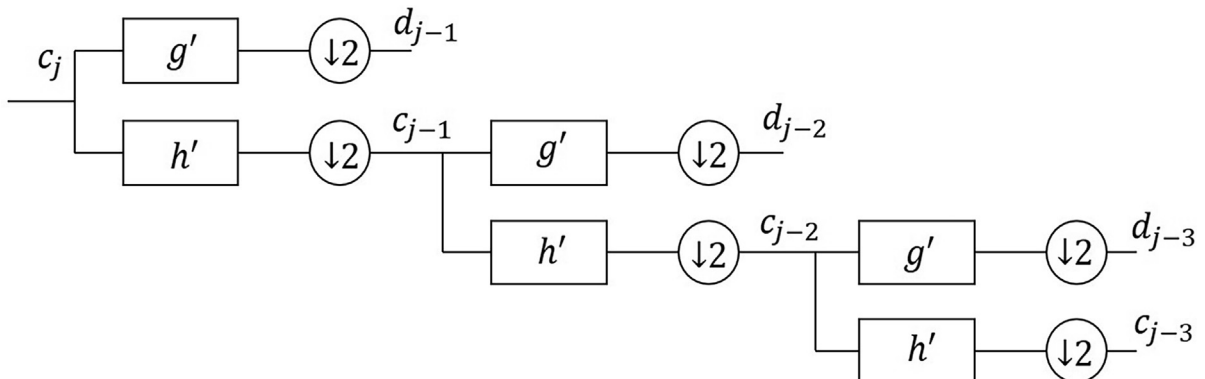 c_j g′ ↓2 d_{j−1}
h′ ↓2 c_{j−1} g′ ↓2 d_{j−2}
h′ ↓2 c_{j−2} g′ ↓2 d_{j−3}
h′ ↓2 c_{j−3}